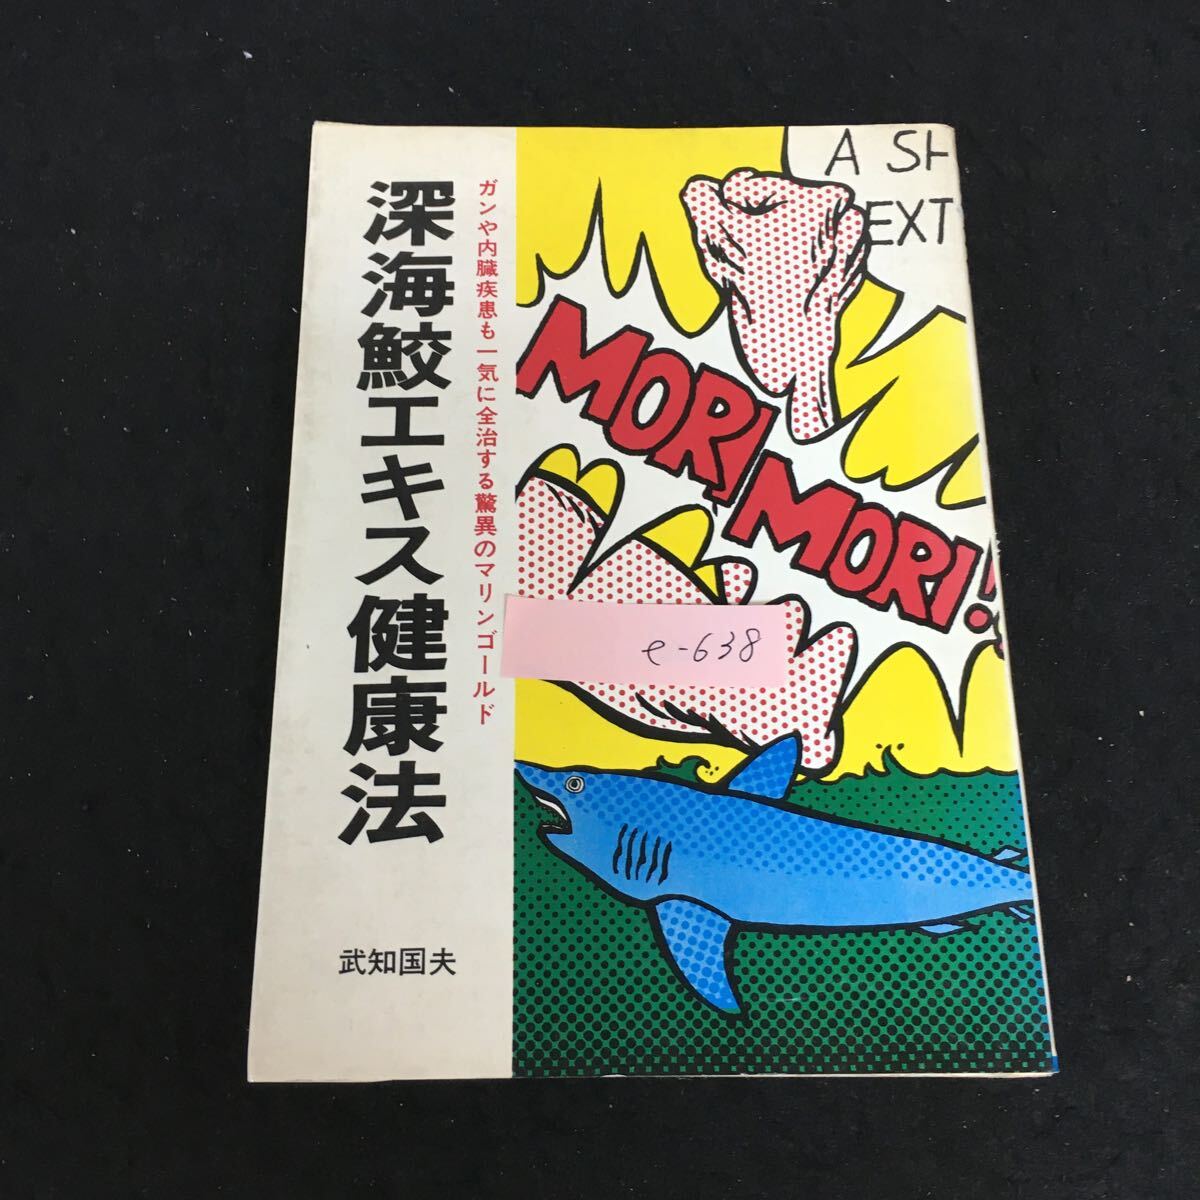 深海鮫エキス健康法
ガンや内臓疾患も一気に全治する驚異のマリンゴールド
武知国夫
A SH
EXT
MORI
MORI!
e-638